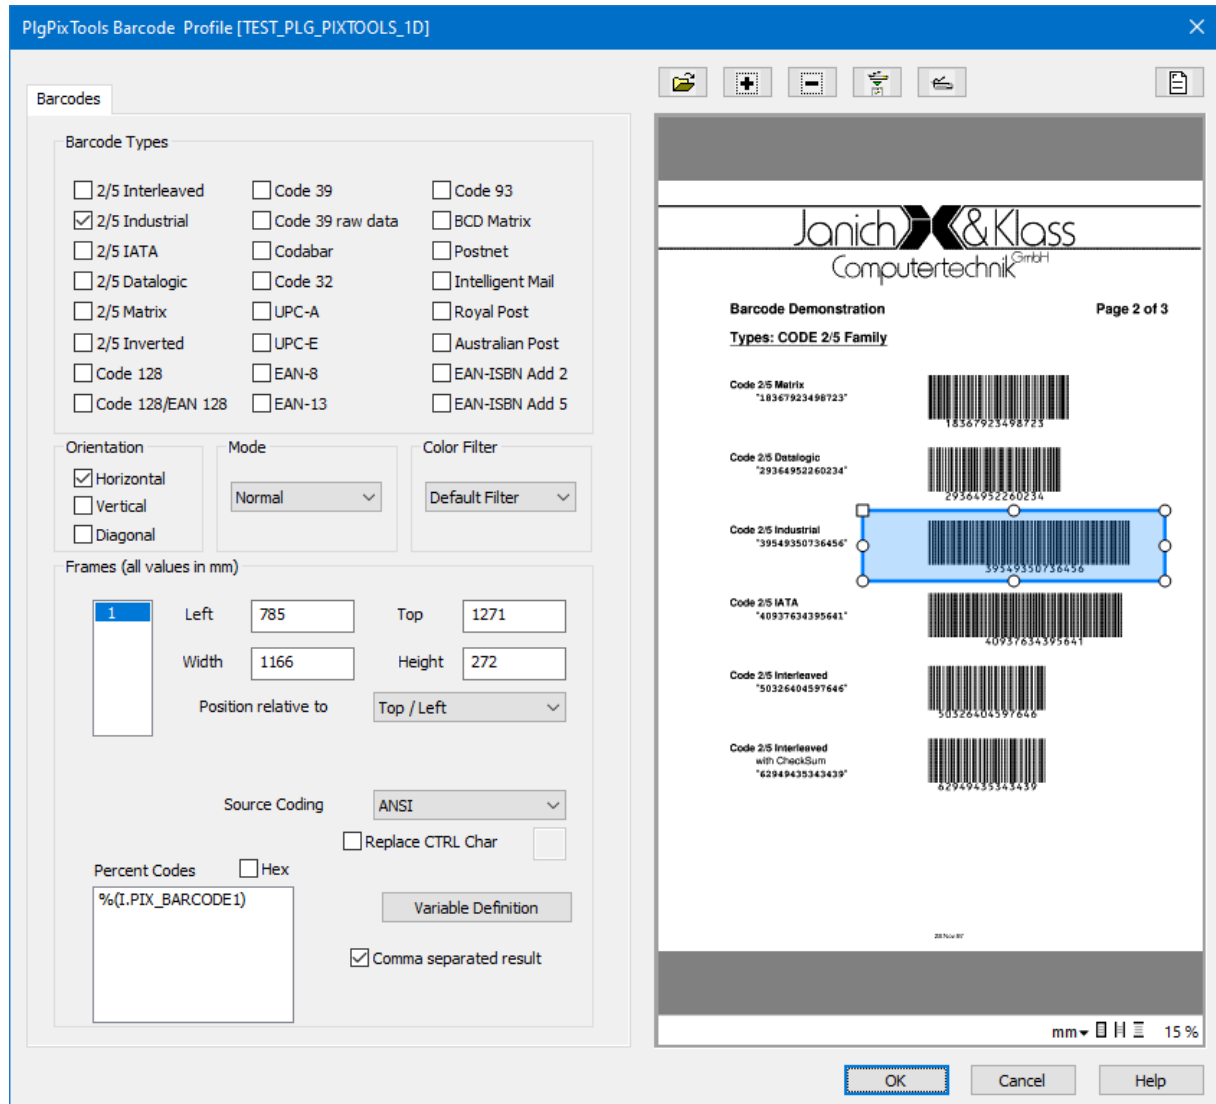 PlgPixTools Barcode Profile [TEST_PLG_PIXTOOLS_1D]
Barcodes
Barcode Types
2/5 Interleaved
Code 39
Code 93
2/5 Industrial
Code 39 raw data
BCD Matrix
2/5 IATA
Codabar
Postnet
2/5 Datalogic
Code 32
Intelligent Mail
2/5 Matrix
UPC-A
Royal Post
2/5 Inverted
UPC-E
Australian Post
Code 128
EAN-8
EAN-ISBN Add 2
Code 128/EAN 128
EAN-13
EAN-ISBN Add 5
Orientation
Horizontal
Vertical
Diagonal
Mode
Normal
Color Filter
Default Filter
Frames (all values in mm)
1
Left 785
Top 1271
Width 1166
Height 272
Position relative to Top / Left
Source Coding ANSI
Replace CTRL Char
Percent Codes
Hex
%(I.PIX_BARCODE1)
Variable Definition
Comma separated result
Janich & Klass
Computertechnik GmbH
Barcode Demonstration
Page 2 of 3
Types: CODE 2/5 Family
Code 2/5 Matrix
"18367923498723"
18367923498723
Code 2/5 Datalogic
"29364952260234"
29364952260234
Code 2/5 Industrial
"39549350736456"
39549350736456
Code 2/5 IATA
"40937634395641"
40937634395641
Code 2/5 Interleaved
"50326404597646"
50326404597646
Code 2/5 Interleaved
with CheckSum
"62949435343439"
62949435343439
28 Nov 97
mm
15 %
OK
Cancel
Help